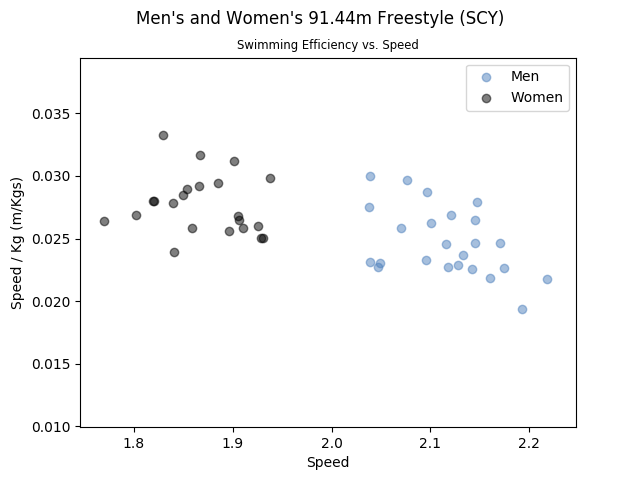 Men's and Women's 91.44m Freestyle (SCY)
Swimming Efficiency vs. Speed
Men
Women
Speed / Kg (m/Kgs)
0.035
0.030
0.025
0.020
0.015
0.010
1.8 1.9 2.0 2.1 2.2
Speed